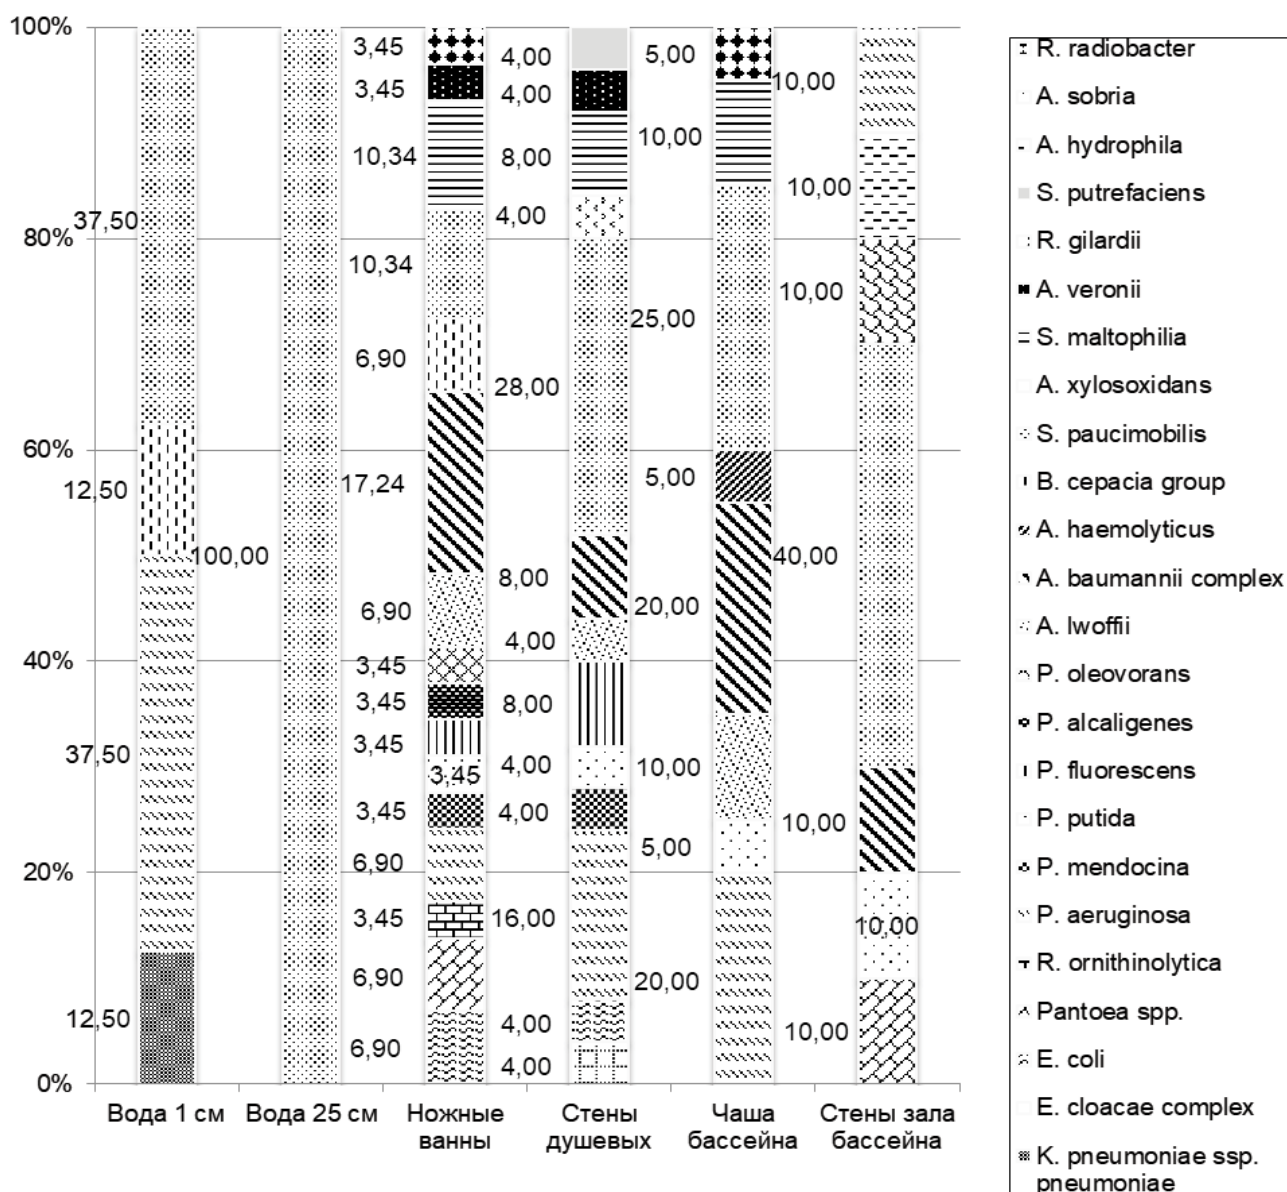 100%
80%
60%
40%
20%
0%
37,50
12,50
37,50
12,50
100,00
3,45
3,45
10,34
10,34
6,90
17,24
6,90
3,45
3,45
3,45
3,45
3,45
6,90
3,45
6,90
6,90
4,00
4,00
8,00
4,00
28,00
8,00
4,00
8,00
4,00
4,00
16,00
4,00
4,00
5,00
10,00
25,00
5,00
20,00
10,00
5,00
20,00
10,00
10,00
10,00
40,00
10,00
10,00
10,00
Вода 1 см
Вода 25 см
Ножные
ванны
Стены
душевых
Чаша
бассейна
Стены зала
бассейна
R. radiobacter
A. sobria
A. hydrophila
S. putrefaciens
R. gilardii
A. veronii
S. maltophilia
A. xylosoxidans
S. paucimobilis
B. cepacia group
A. haemolyticus
A. baumannii complex
A. lwoffii
P. oleovorans
P. alcaligenes
P. fluorescens
P. putida
P. mendocina
P. aeruginosa
R. ornithinolytica
Pantoea spp.
E. coli
E. cloacae complex
K. pneumoniae ssp.
pneumoniae